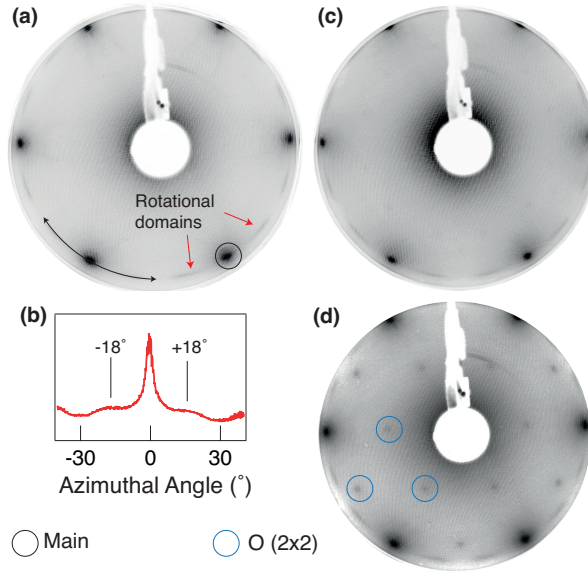 (a)
(c)
Rotational
domains
(b)
(d)
-18°
+18°
-30
0
30
Azimuthal Angle (°)
Main
O (2x2)